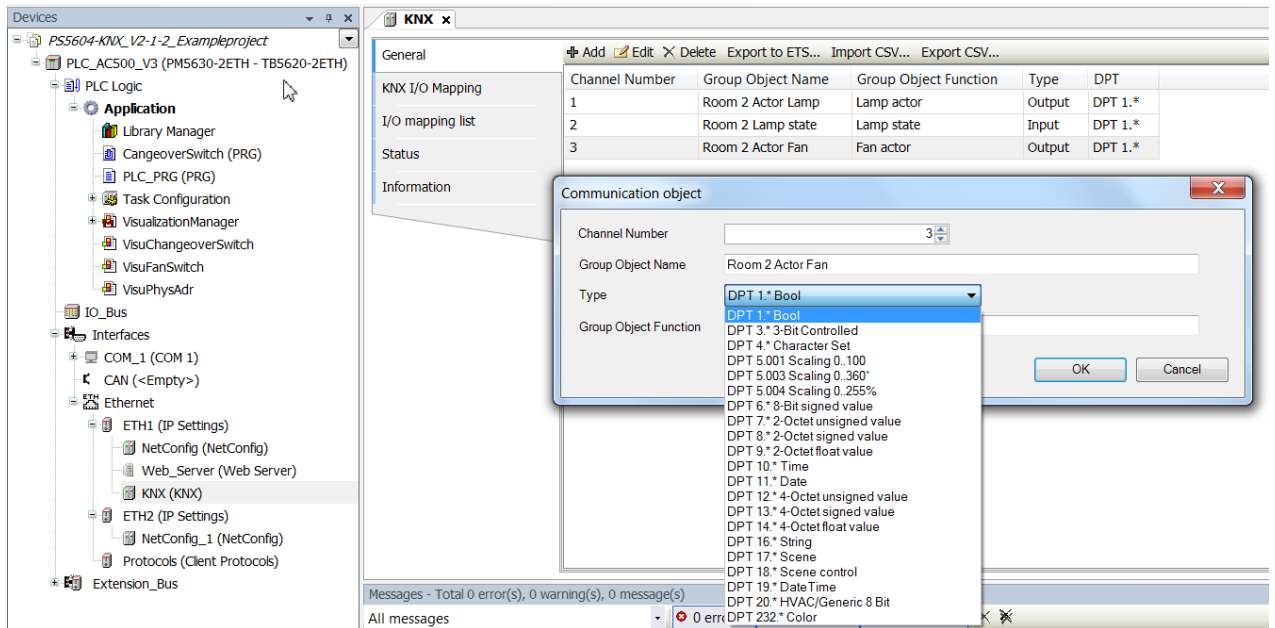 Devices
PS5604-KNX_V2-1-2_Exampleproject
PLC_AC500_V3 (PM5630-2ETH - TB5620-2ETH)
PLC Logic
Application
Library Manager
CangeoverSwitch (PRG)
PLC_PRG (PRG)
Task Configuration
VisualizationManager
VisuChangeoverSwitch
VisuFanSwitch
VisuPhysAdr
IO_Bus
Interfaces
COM_1 (COM 1)
CAN (<Empty>)
Ethernet
ETH1 (IP Settings)
NetConfig (NetConfig)
Web_Server (Web Server)
KNX (KNX)
ETH2 (IP Settings)
NetConfig_1 (NetConfig)
Protocols (Client Protocols)
Extension_Bus
KNX
General
KNX I/O Mapping
I/O mapping list
Status
Information
Add Edit Delete Export to ETS... Import CSV... Export CSV...
Channel Number Group Object Name Group Object Function Type DPT
1 Room 2 Actor Lamp Lamp actor Output DPT 1.*
2 Room 2 Lamp state Lamp state Input DPT 1.*
3 Room 2 Actor Fan Fan actor Output DPT 1.*
Communication object
Channel Number 3
Group Object Name Room 2 Actor Fan
Type DPT 1.* Bool
Group Object Function
DPT 1.* Bool
DPT 3.* 3-Bit Controlled
DPT 4.* Character Set
DPT 5.001 Scaling 0..100
DPT 5.003 Scaling 0..360°
DPT 5.004 Scaling 0..255%
DPT 6.* 8-Bit signed value
DPT 7.* 2-Octet unsigned value
DPT 8.* 2-Octet signed value
DPT 9.* 2-Octet float value
DPT 10.* Time
DPT 11.* Date
DPT 12.* 4-Octet unsigned value
DPT 13.* 4-Octet signed value
DPT 14.* 4-Octet float value
DPT 16.* String
DPT 17.* Scene
DPT 18.* Scene control
DPT 19.* DateTime
DPT 20.* HVAC/Generic 8 Bit
DPT 232.* Color
OK Cancel
Messages - Total 0 error(s), 0 warning(s), 0 message(s)
All messages 0